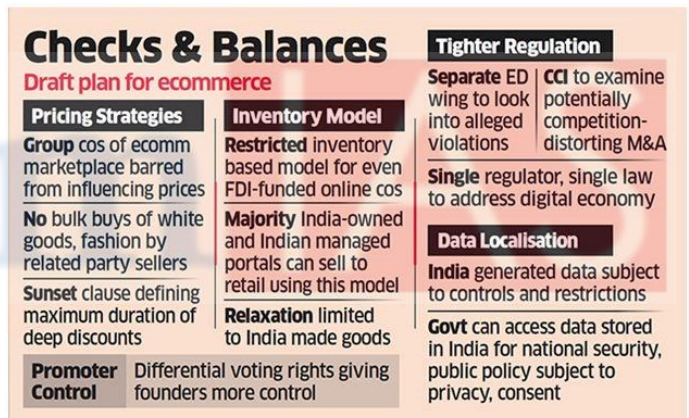 Checks & Balances
Draft plan for ecommerce
Pricing Strategies
Group cos of ecomm
marketplace barred
from influencing prices
No bulk buys of white
goods, fashion by
related party sellers
Sunset clause defining
maximum duration of
deep discounts
Inventory Model
Restricted inventory
based model for even
FDI-funded online cos
Majority India-owned
and Indian managed
portals can sell to
retail using this model
Relaxation limited
to India made goods
Promoter
Control
Differential voting rights giving
founders more control
Tighter Regulation
Separate ED
wing to look
into alleged
violations
CCI to examine
potentially
competition-
distorting M&A
Single regulator, single law
to address digital economy
Data Localisation
India generated data subject
to controls and restrictions
Govt can access data stored
in India for national security,
public policy subject to
privacy, consent